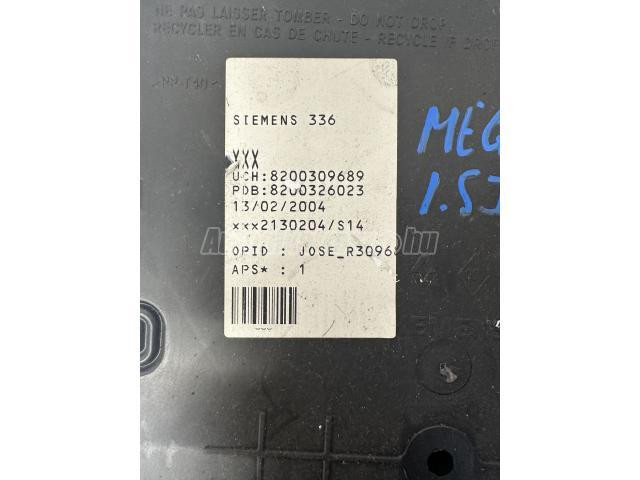 NE PAS LAISSER TOMBER - DO NOT DROP.
RECYCLER EN CAS DE CHUTE - RECYCLE IF DROP
SIEMENS 336
XXX
UCH:8200309689
PDB:8200326023
13/02/2004
xxx2130204/S14
OPID : JOSE_R3096
APS* : 1
MEG
1.5